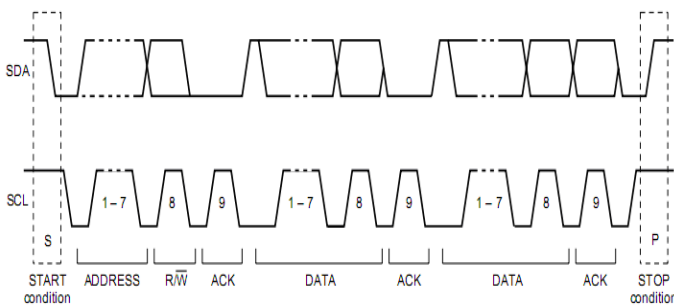 SDA
SCL
1 – 7 8 9 1 – 7 8 9 1 – 7 8 9
S P
START condition ADDRESS R/W̅ ACK DATA ACK DATA ACK STOP condition